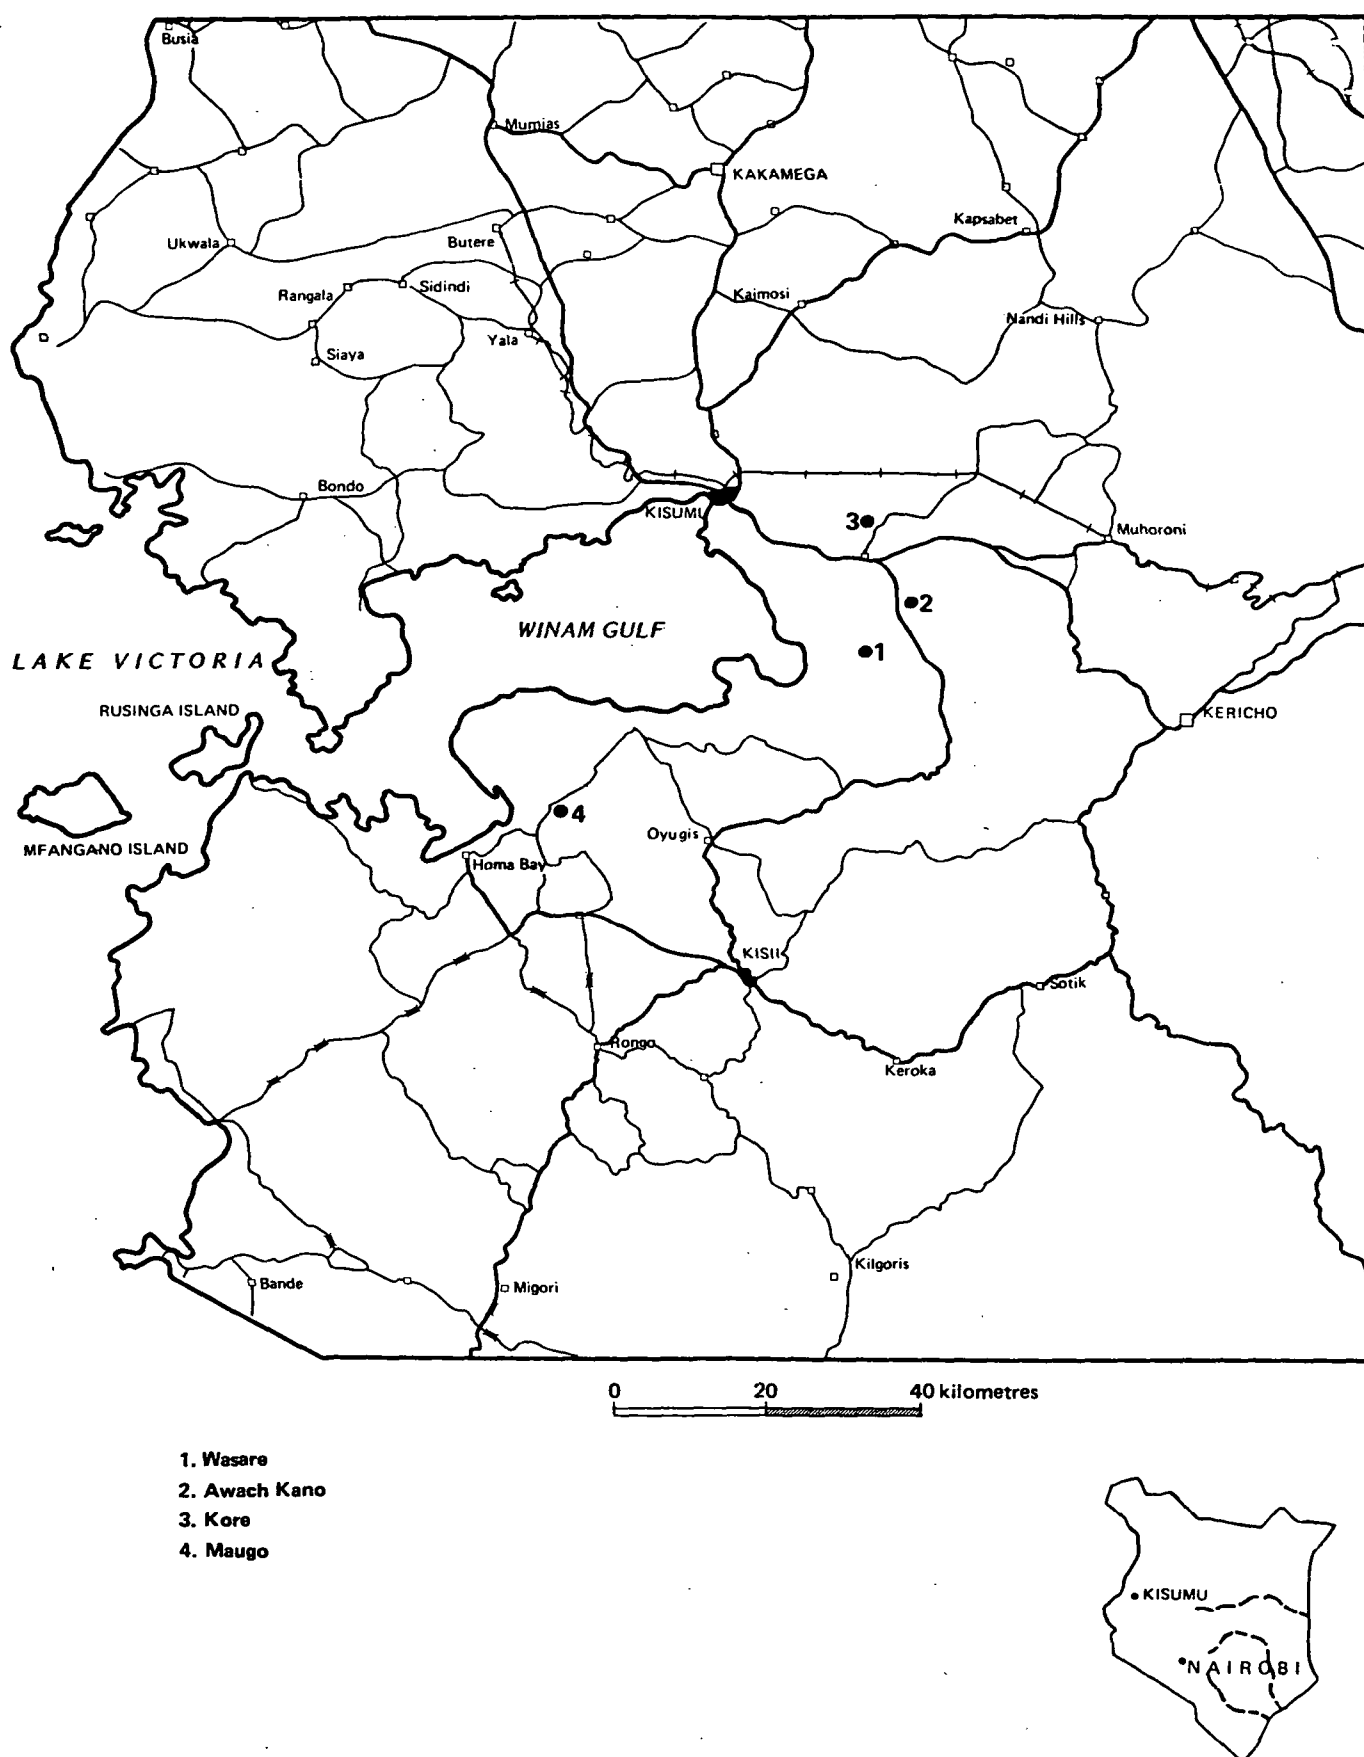 Busia
Mumias
KAKAMEGA
Kapsabet
Ukwala
Butere
Rangala
Sidindi
Kaimosi
Nandi Hills
Yala
Siaya
Bondo
KISUMU
3
Muhoroni
2
WINAM GULF
1
LAKE VICTORIA
RUSINGA ISLAND
KERICHO
4
Oyugis
MFANGANO ISLAND
Homa Bay
KISII
Sotik
Rongo
Keroka
Kilgoris
Bande
Migori
0 20 40 kilometres
1. Wasare
2. Awach Kano
3. Kore
4. Maugo
KISUMU
NAIROBI